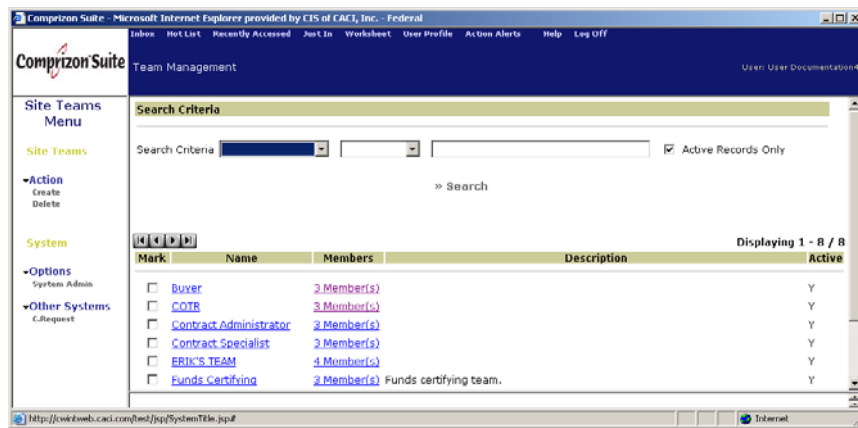 Comprizon Suite - Microsoft Internet Explorer provided by CIS of CACI, Inc. - Federal
Inbox Hot List Recently Accessed Just In Worksheet User Profile Action Alerts Help Log Off
Comprizon Suite
Team Management
User: User Documentation4
Site Teams
Menu
Site Teams
Action
Create
Delete
System
Options
System Admin
Other Systems
C.Request
Search Criteria
Search Criteria
Active Records Only
» Search
Displaying 1 - 8 / 8
Mark Name Members Description Active
Buyer 3 Member(s) Y
COTR 3 Member(s) Y
Contract Administrator 3 Member(s) Y
Contract Specialist 3 Member(s) Y
ERIK'S TEAM 4 Member(s) Y
Funds Certifying 3 Member(s) Funds certifying team. Y
http://cwintweb.caci.com/test/jsp/SystemTitle.jsp#
Internet